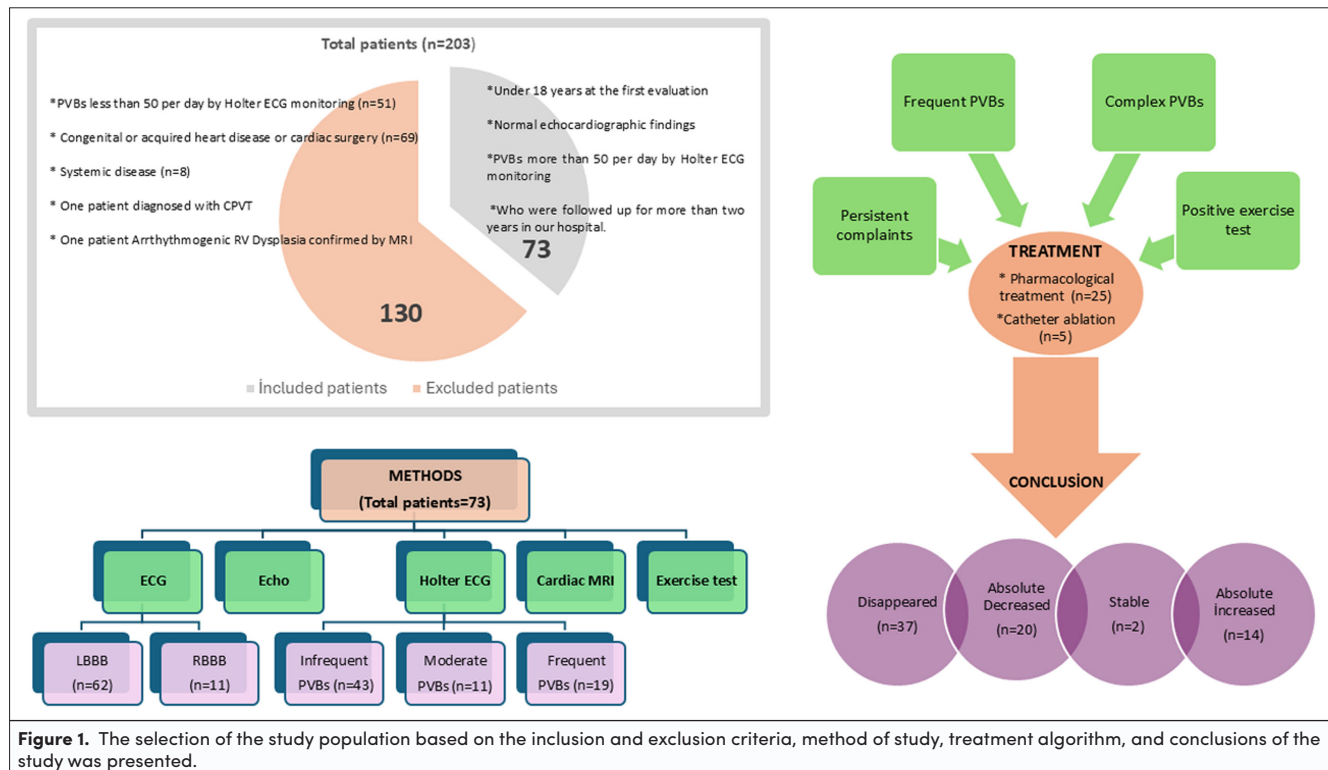 Total patients (n=203)
*PVBs less than 50 per day by Holter ECG monitoring (n=51)
* Congenital or acquired heart disease or cardiac surgery (n=69)
* Systemic disease (n=8)
* One patient diagnosed with CPVT
* One patient Arrthythmogenic RV Dysplasia confirmed by MRI
130
*Under 18 years at the first evaluation
*Normal echocardiographic findings
*PVBs more than 50 per day by Holter ECG
monitoring
*Who were followed up for more than two
years in our hospital.
73
İncluded patients
Excluded patients
METHODS
(Total patients=73)
ECG
Echo
Holter ECG
Cardiac MRI
Exercise test
LBBB
(n=62)
RBBB
(n=11)
Infrequent
PVBs (n=43)
Moderate
PVBs (n=11)
Frequent
PVBs (n=19)
Persistent
complaints
Frequent PVBs
Complex PVBs
Positive exercise
test
TREATMENT
* Pharmacological
treatment (n=25)
*Catheter ablation
(n=5)
CONCLUSİON
Disappeared
(n=37)
Absolute
Decreased
(n=20)
Stable
(n=2)
Absolute
İncreased
(n=14)
Figure 1. The selection of the study population based on the inclusion and exclusion criteria, method of study, treatment algorithm, and conclusions of the
study was presented.